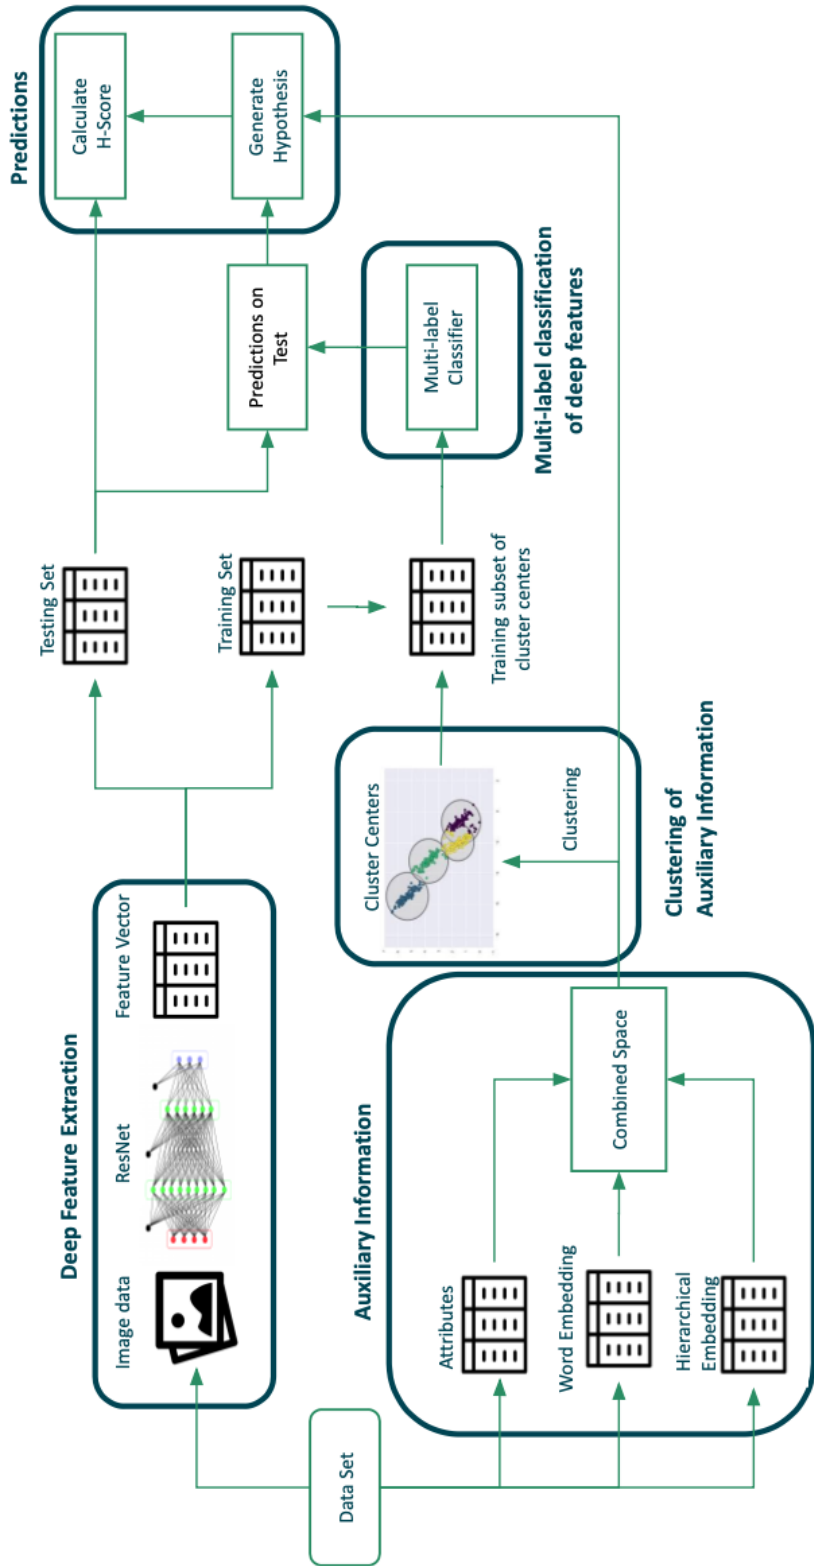 Data Set
Deep Feature Extraction
Image data
ResNet
Feature Vector
Auxiliary Information
Attributes
Word Embedding
Hierarchical
Embedding
Combined Space
Cluster Centers
Clustering
Clustering of
Auxiliary Information
Testing Set
Training Set
Training subset of
cluster centers
Multi-label
Classifier
Multi-label classification
of deep features
Predictions on
Test
Predictions
Calculate
H-Score
Generate
Hypothesis